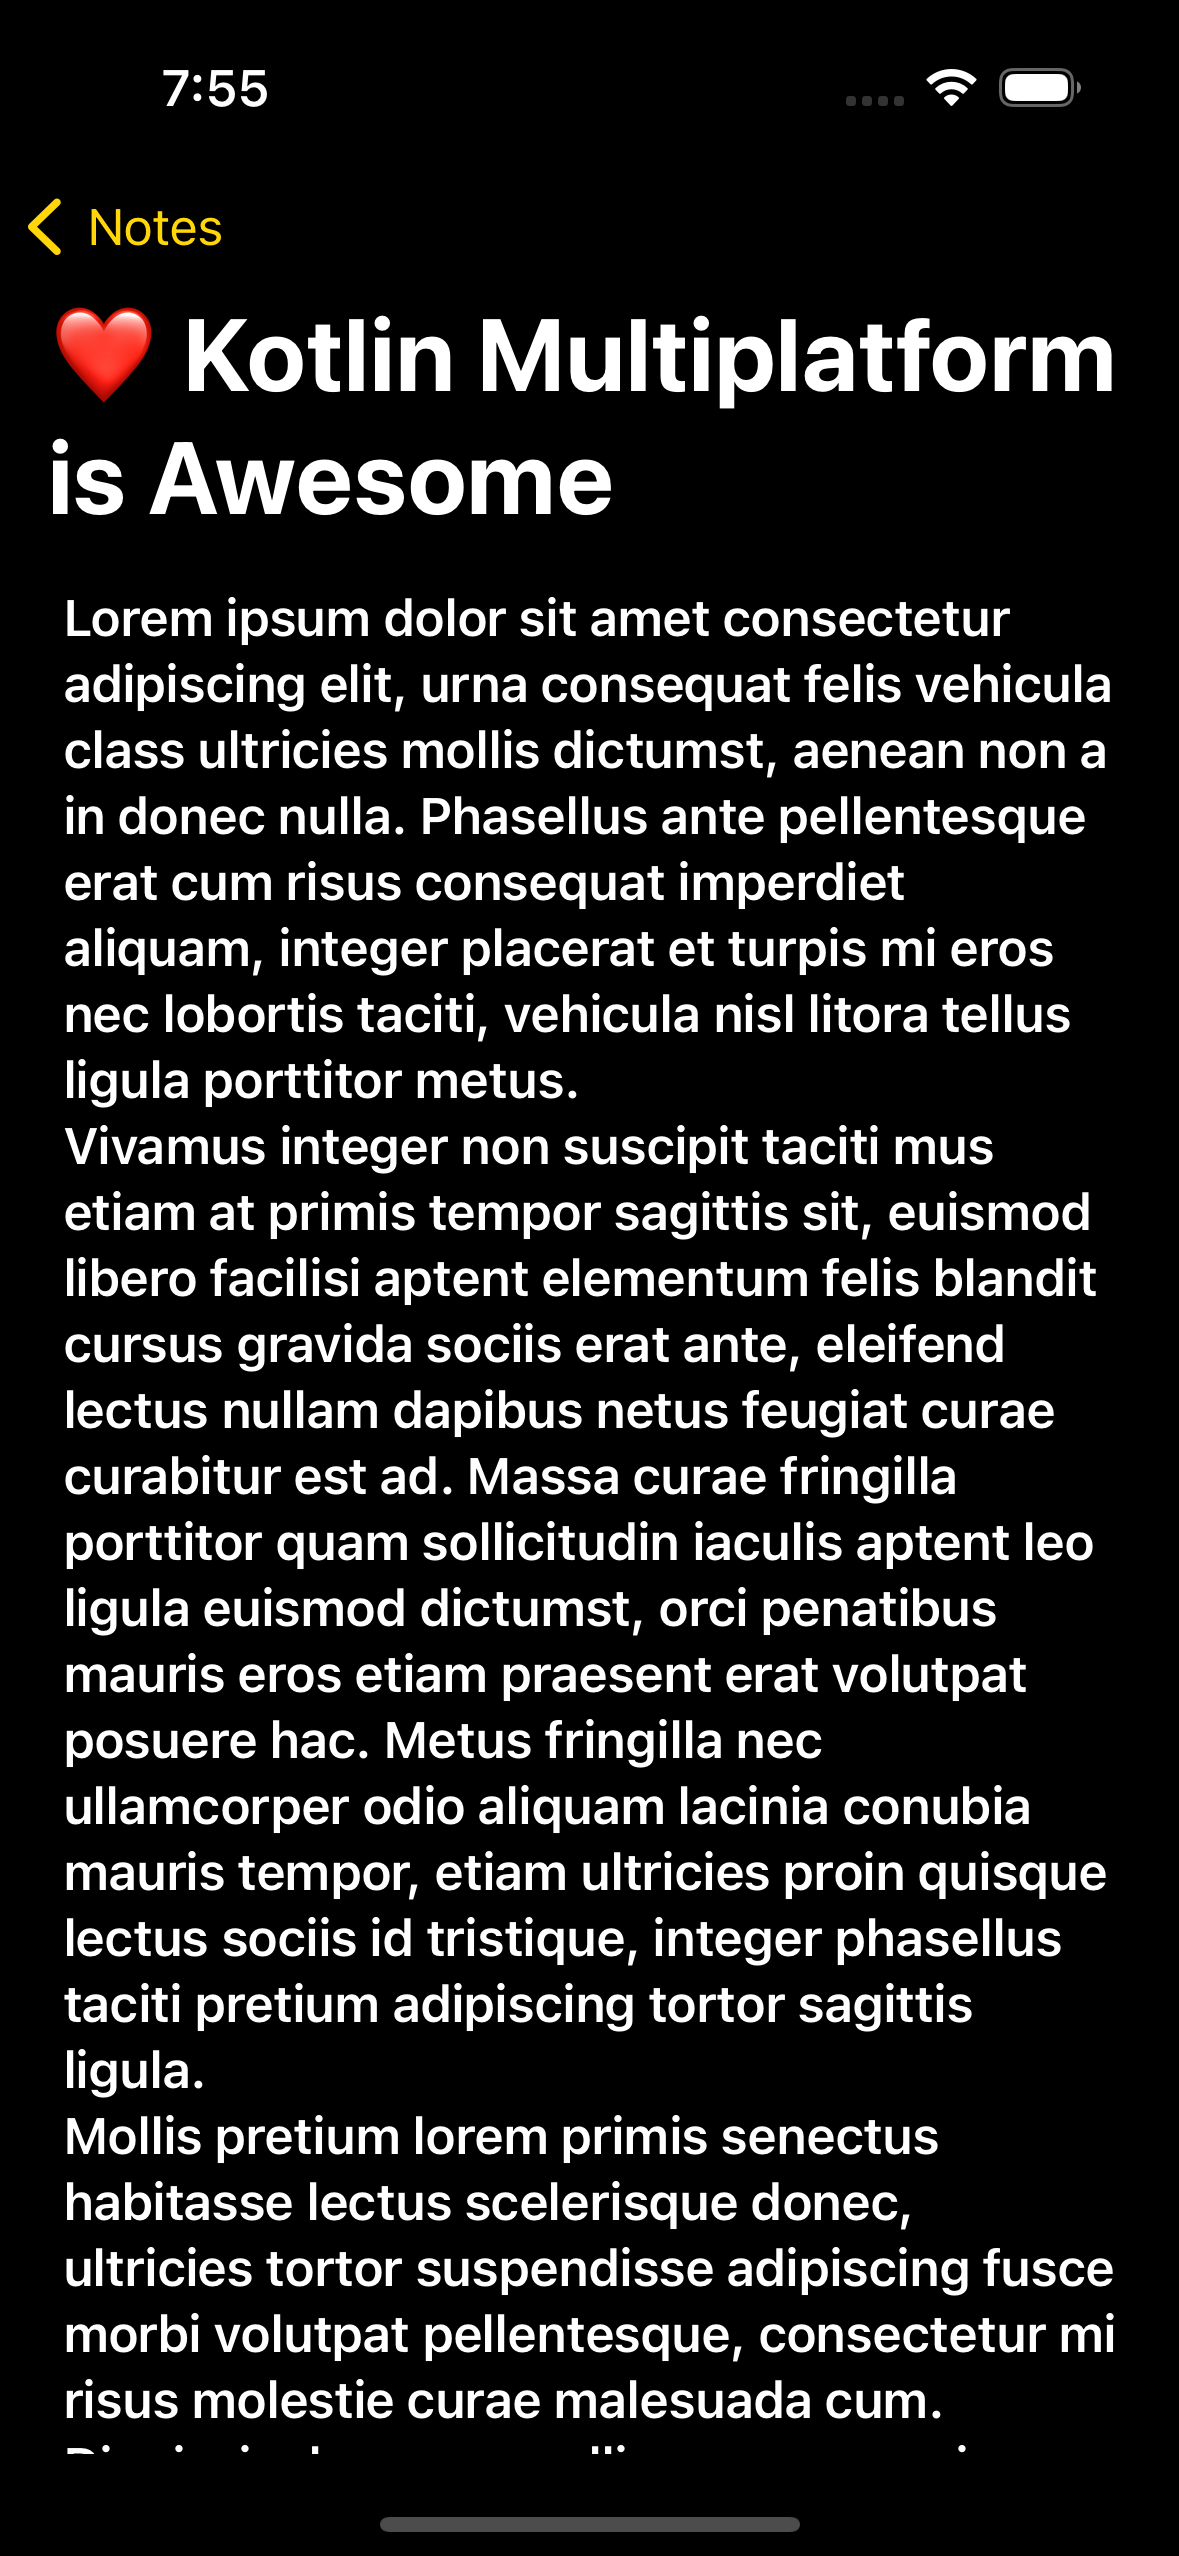 7:55
Notes
❤️ Kotlin Multiplatform
is Awesome
Lorem ipsum dolor sit amet consectetur
adipiscing elit, urna consequat felis vehicula
class ultricies mollis dictumst, aenean non a
in donec nulla. Phasellus ante pellentesque
erat cum risus consequat imperdiet
aliquam, integer placerat et turpis mi eros
nec lobortis taciti, vehicula nisl litora tellus
ligula porttitor metus.
Vivamus integer non suscipit taciti mus
etiam at primis tempor sagittis sit, euismod
libero facilisi aptent elementum felis blandit
cursus gravida sociis erat ante, eleifend
lectus nullam dapibus netus feugiat curae
curabitur est ad. Massa curae fringilla
porttitor quam sollicitudin iaculis aptent leo
ligula euismod dictumst, orci penatibus
mauris eros etiam praesent erat volutpat
posuere hac. Metus fringilla nec
ullamcorper odio aliquam lacinia conubia
mauris tempor, etiam ultricies proin quisque
lectus sociis id tristique, integer phasellus
taciti pretium adipiscing tortor sagittis
ligula.
Mollis pretium lorem primis senectus
habitasse lectus scelerisque donec,
ultricies tortor suspendisse adipiscing fusce
morbi volutpat pellentesque, consectetur mi
risus molestie curae malesuada cum.